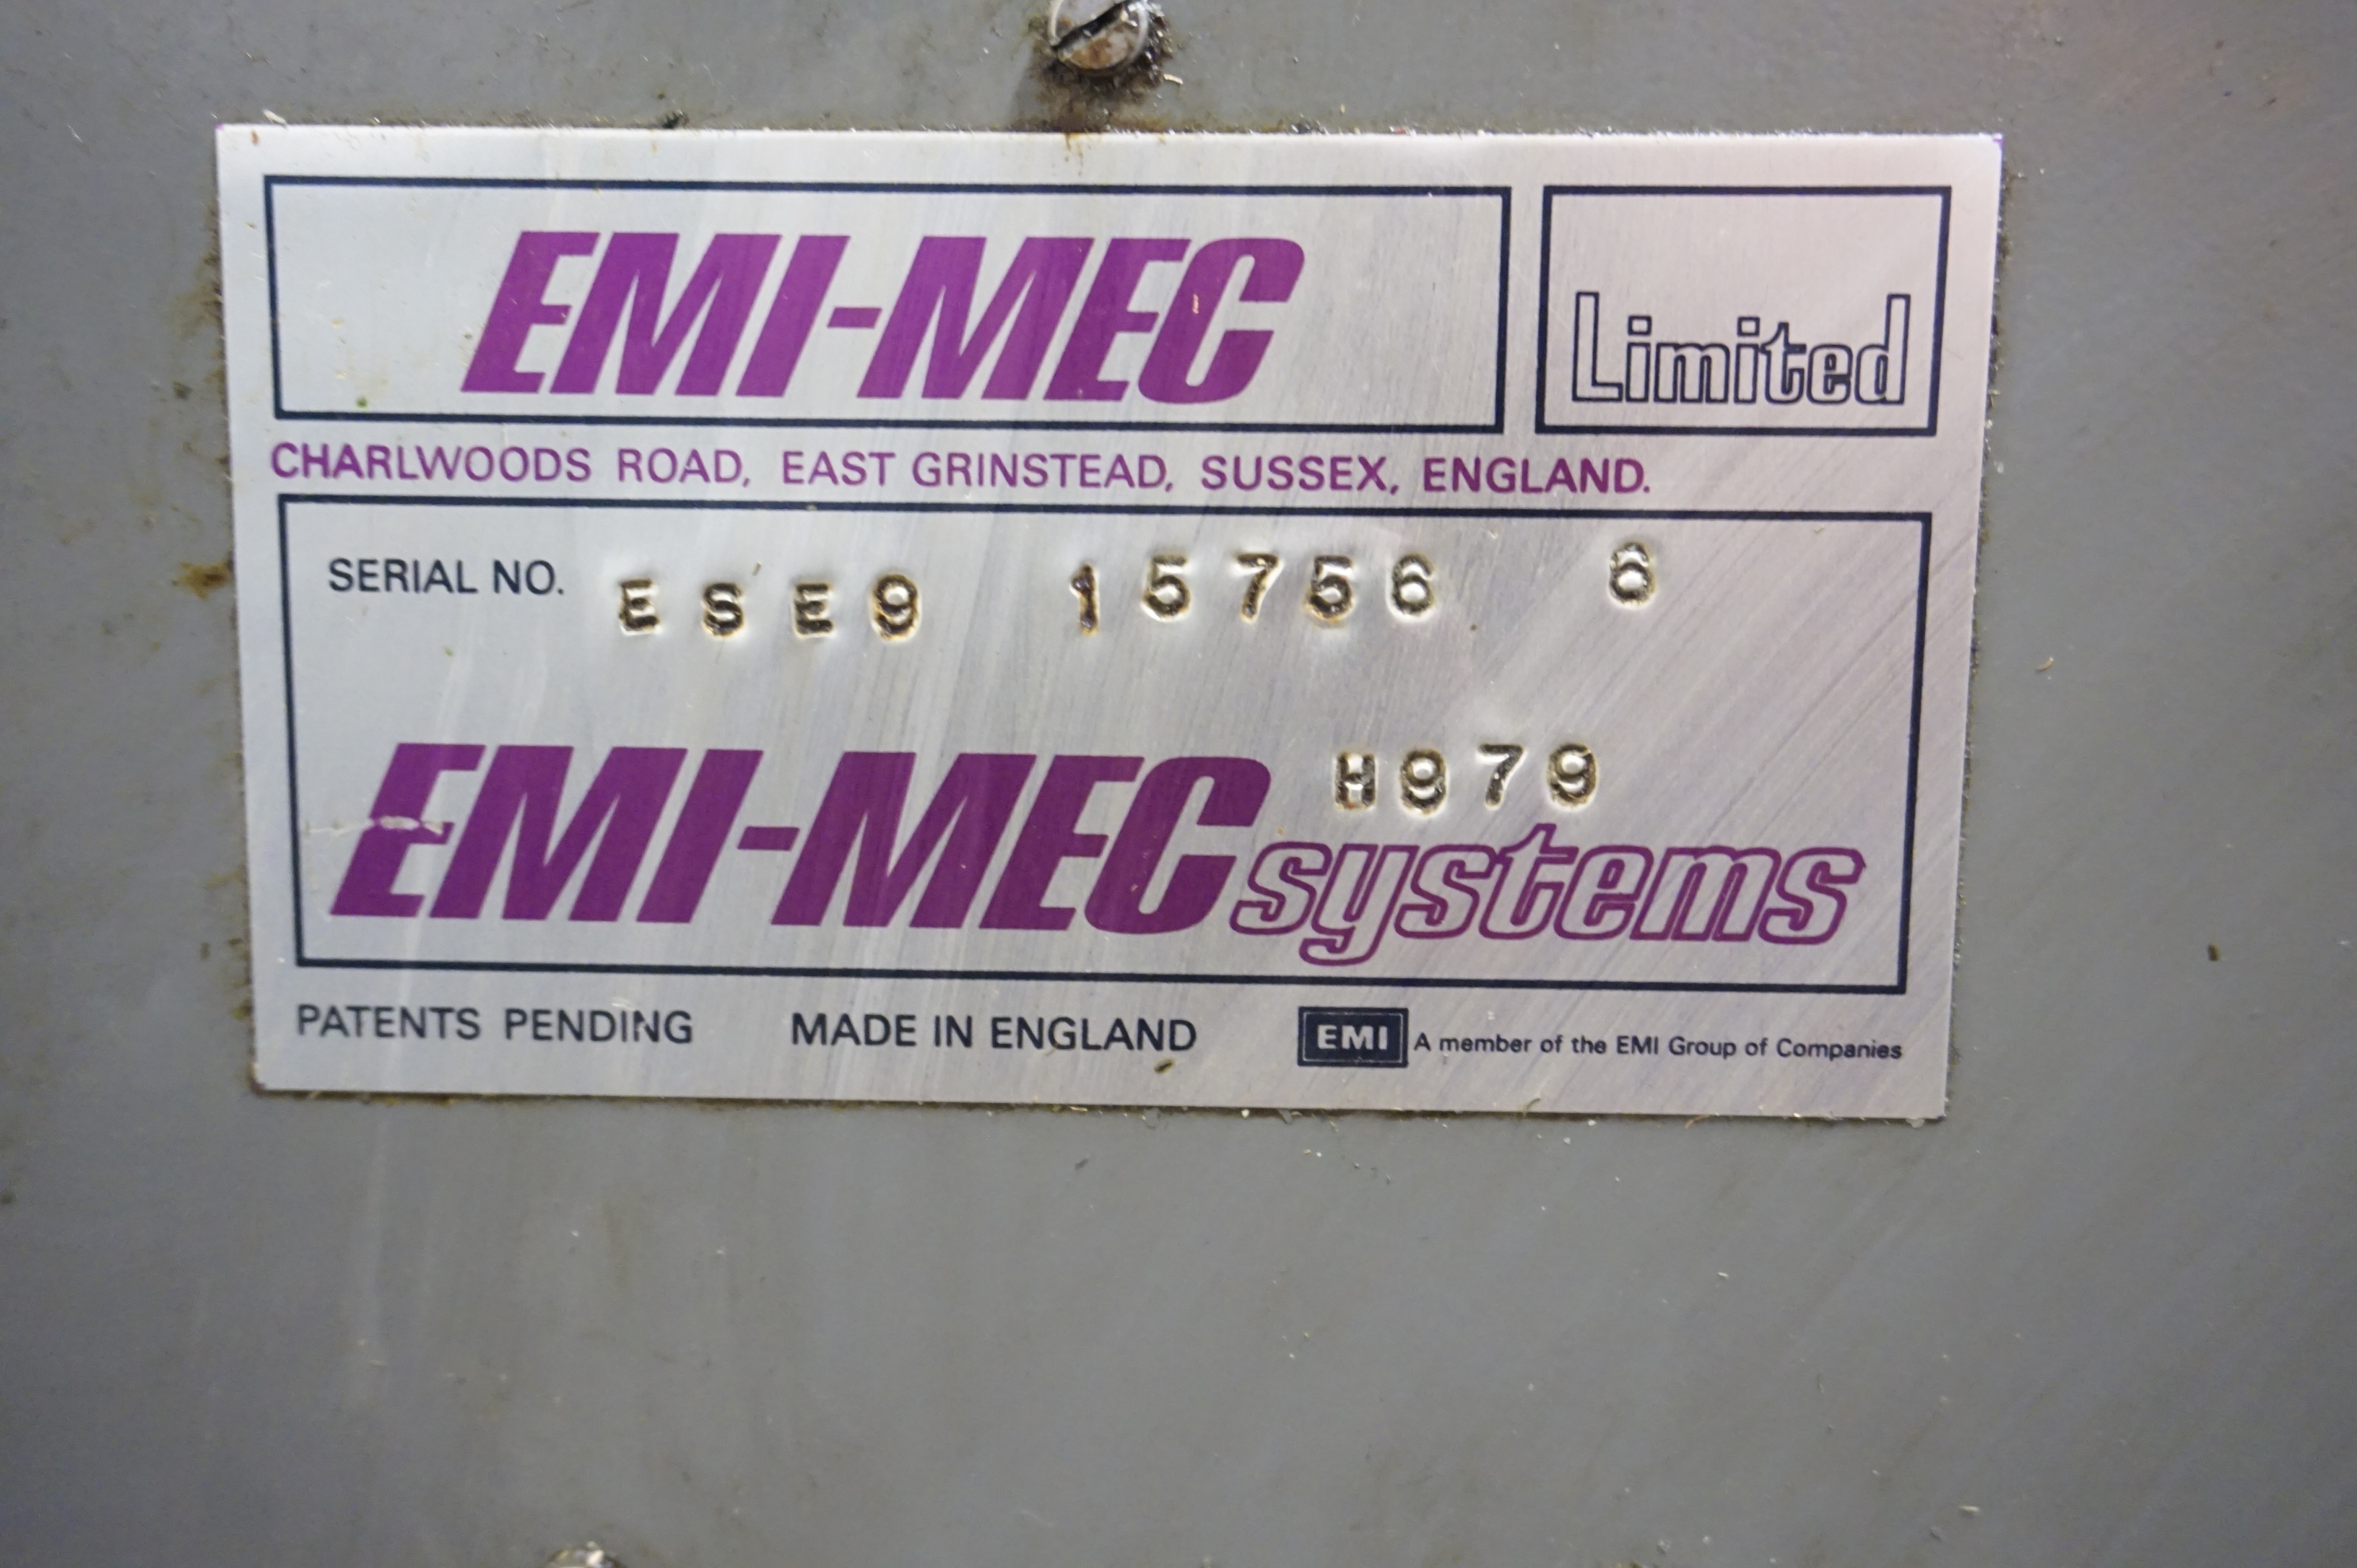 EMI-MEC Limited
CHARLWOODS ROAD, EAST GRINSTEAD, SUSSEX, ENGLAND.
SERIAL NO. ESE9 15756 6
H979
EMI-MEC systems
PATENTS PENDING MADE IN ENGLAND EMI A member of the EMI Group of Companies